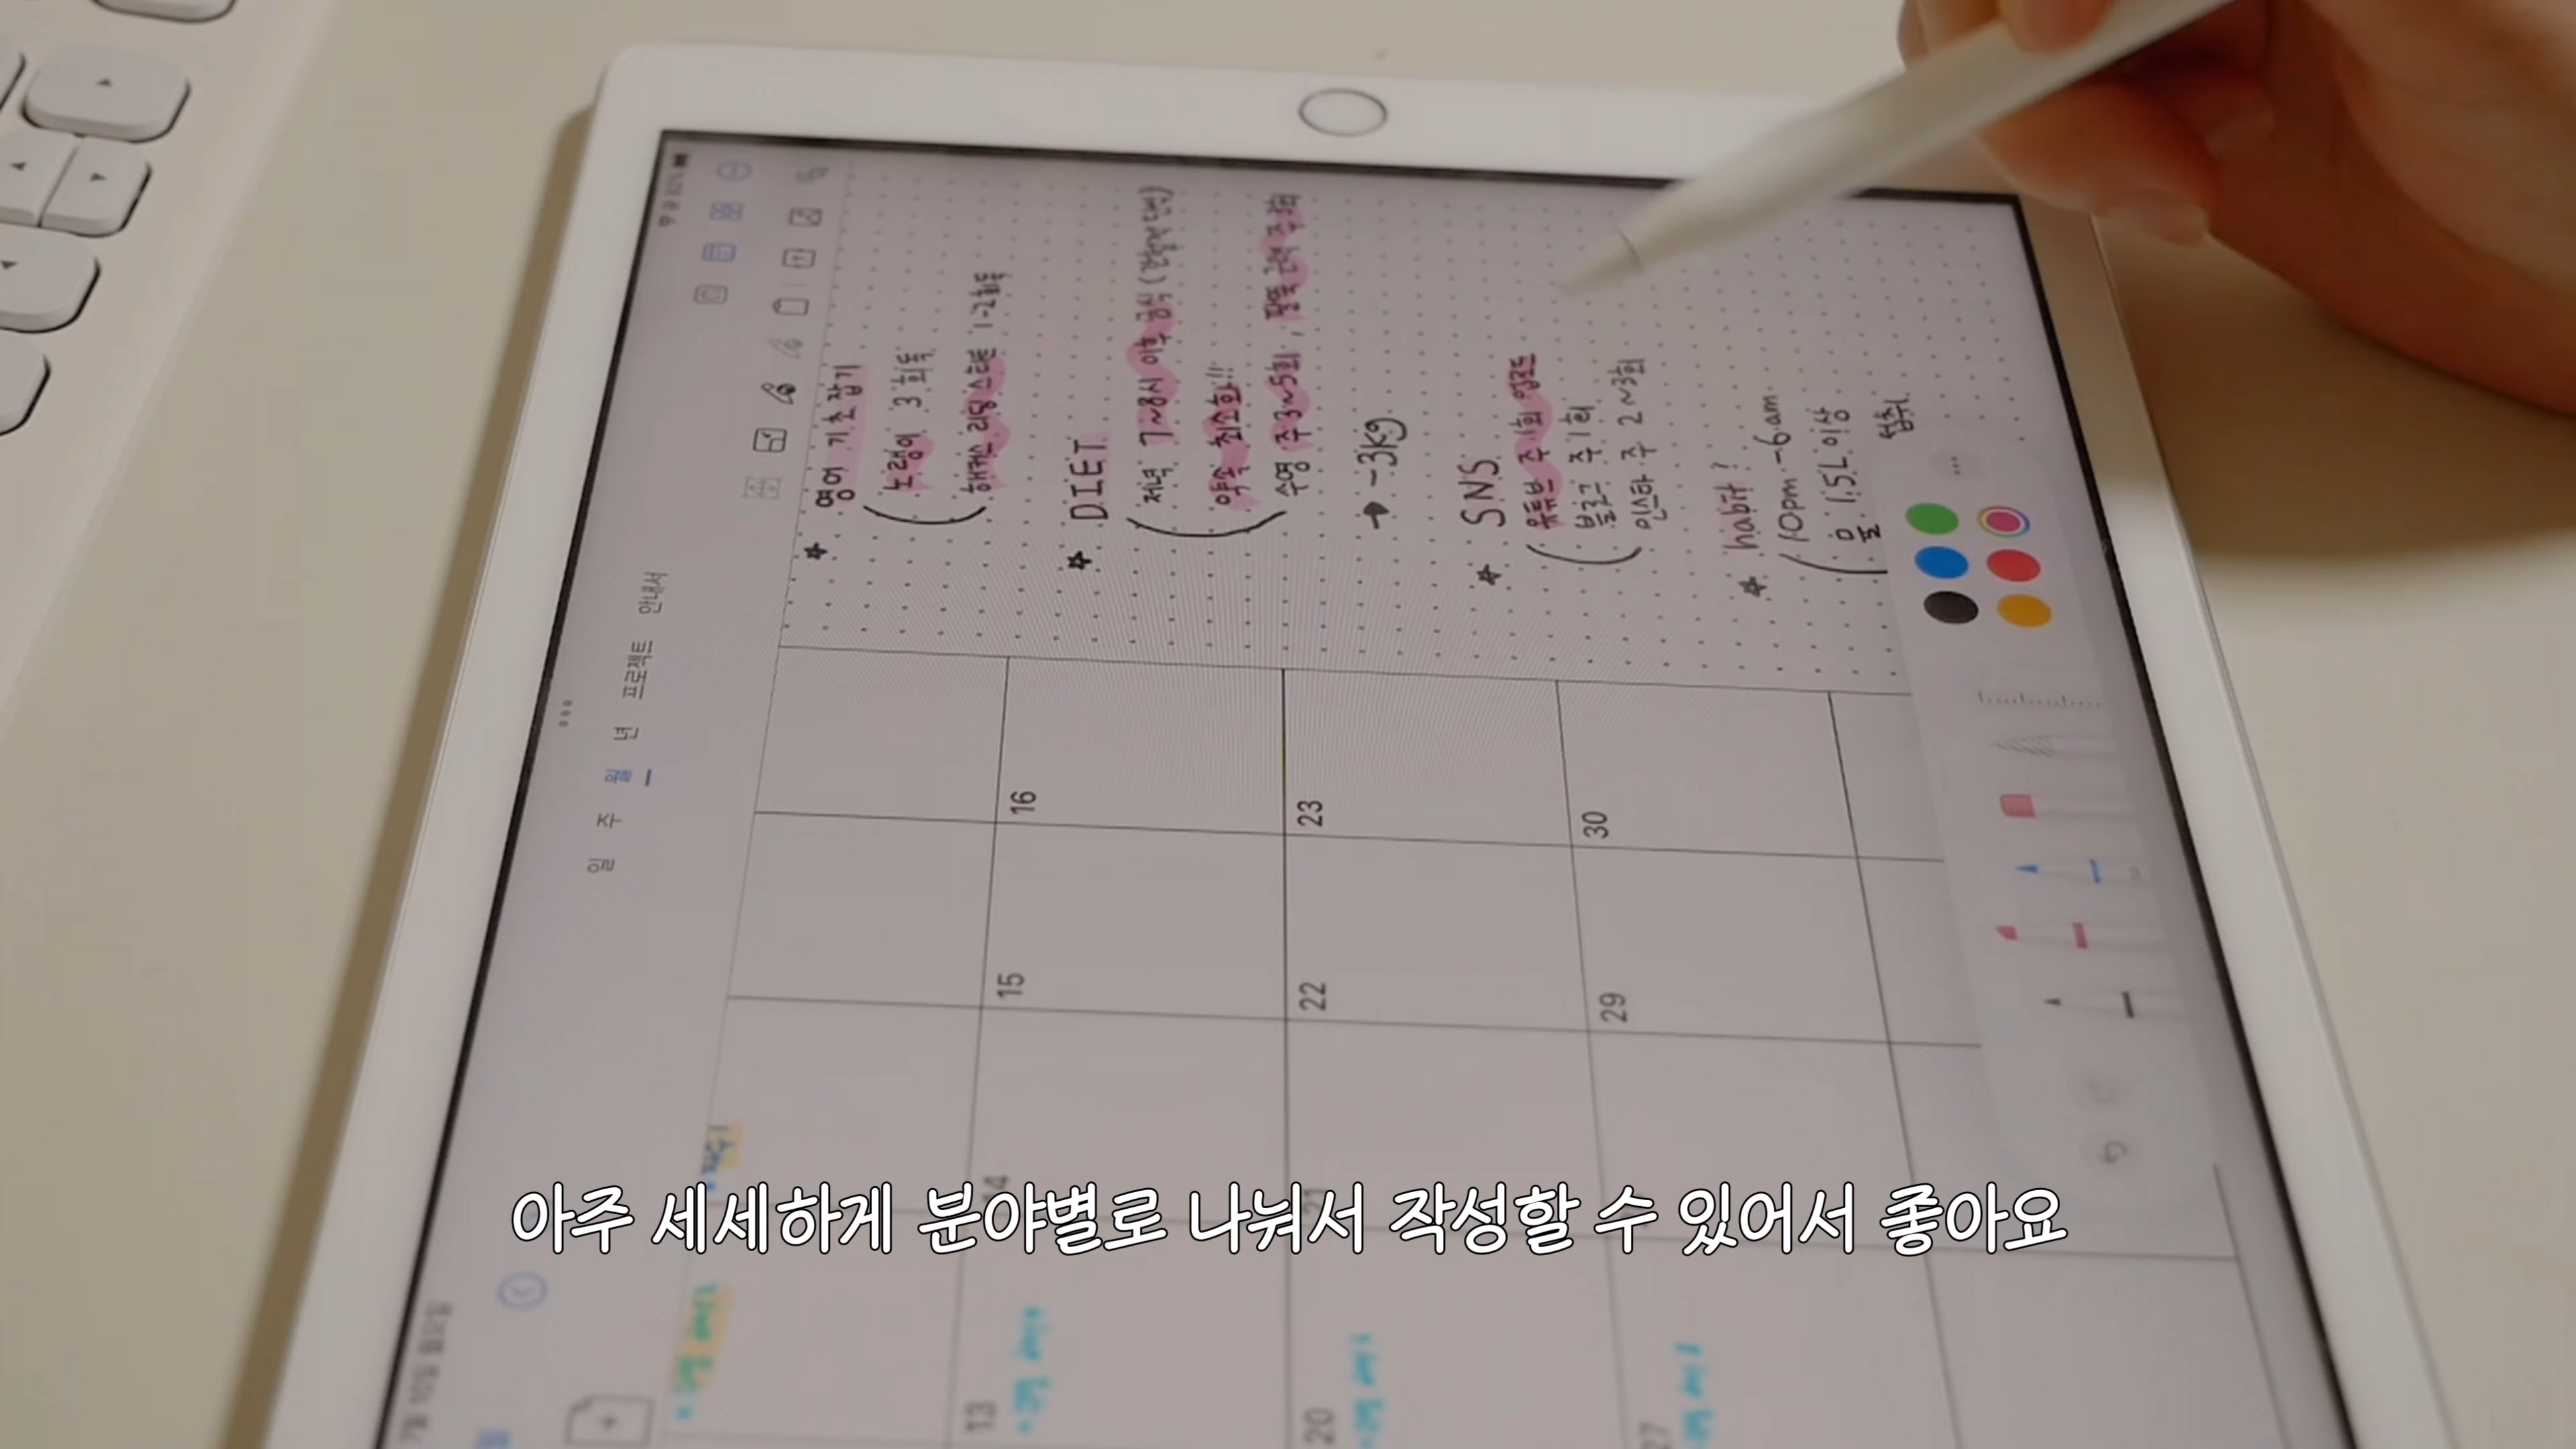 안내서
프로젝트
년
월
주
일
☆ 영어 기초잡기
노랭이 3회독
해커스 리딩 스타트 1-2회독
☆ DIET
저녁 7~8시 이후 금식
약속 최소화!!
수영 주 3~5회,
→ -3kg
☆ SNS
유튜브 주 1회 업로드
블로그 주 1회
인스타 주 2~3회
☆ habit?
10pm - 6am
물 1.5L 이상
섭취
16
23
30
15
22
29
14
21
13
20
27
아주 세세하게 분야별로 나눠서 작성할 수 있어서 좋아요